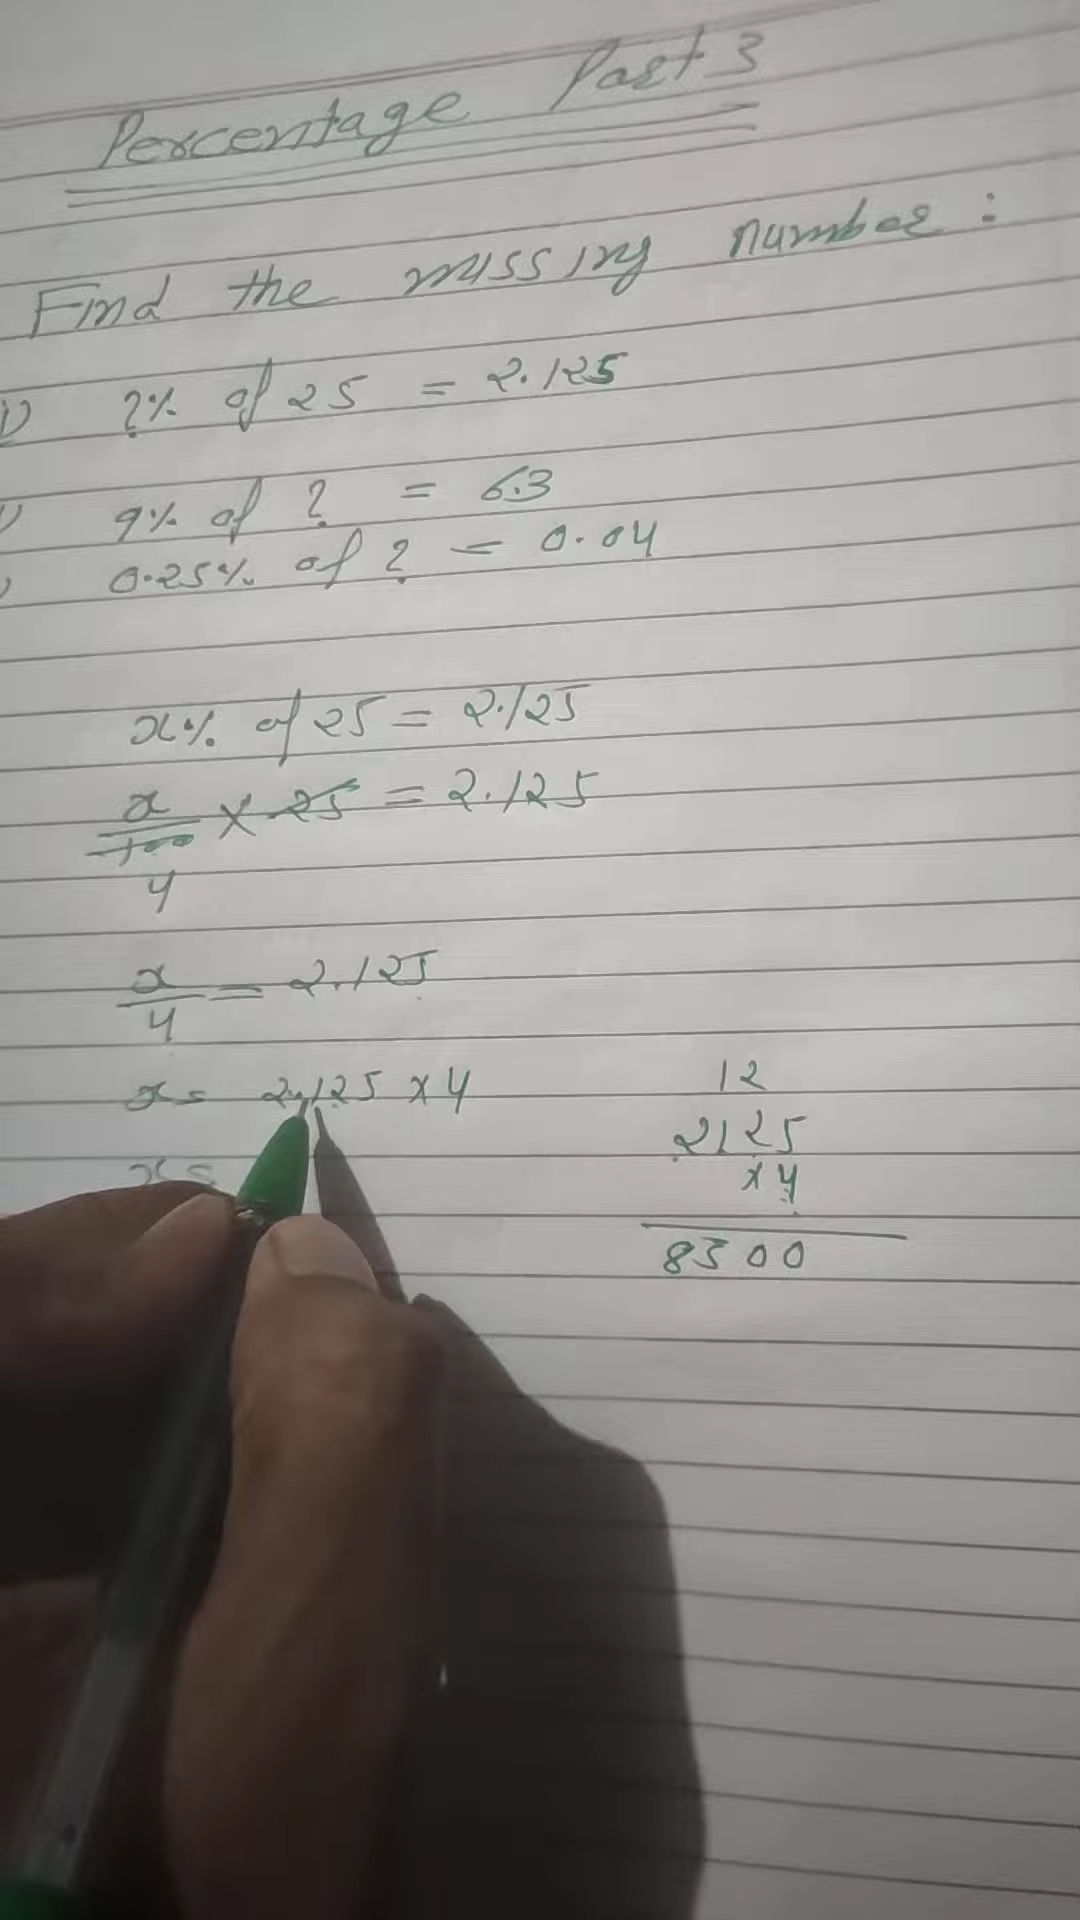 Percentage Part 3
Find the missing number :
1) ?% of 25 = 2.125
9% of ? = 6.3
0.25% of ? = 0.04
x% of 25 = 2.125
x/100 × 25 = 2.125
4
x/4 = 2.125
x = 2.125 × 4
x =
12
2125
× 4
8500